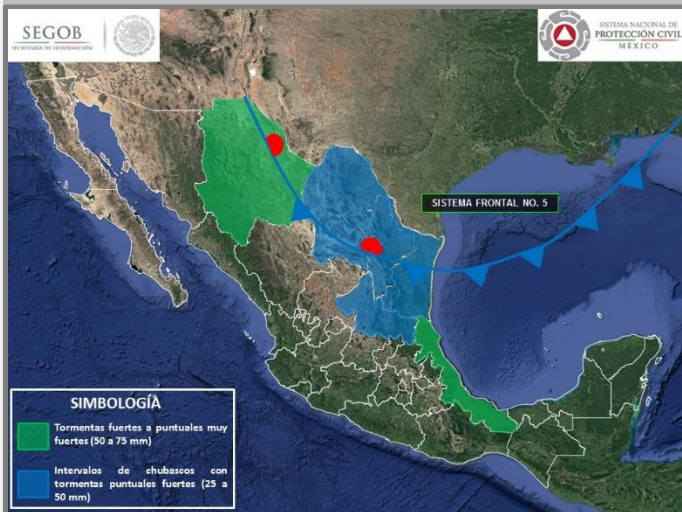 SEGOB
SECRETARÍA DE GOBERNACIÓN
SISTEMA NACIONAL DE
PROTECCIÓN CIVIL
MÉXICO
SISTEMA FRONTAL NO. 5
SIMBOLOGÍA
Tormentas fuertes a puntuales muy
fuertes (50 a 75 mm)
Intervalos de chubascos con
tormentas puntuales fuertes (25 a
50 mm)